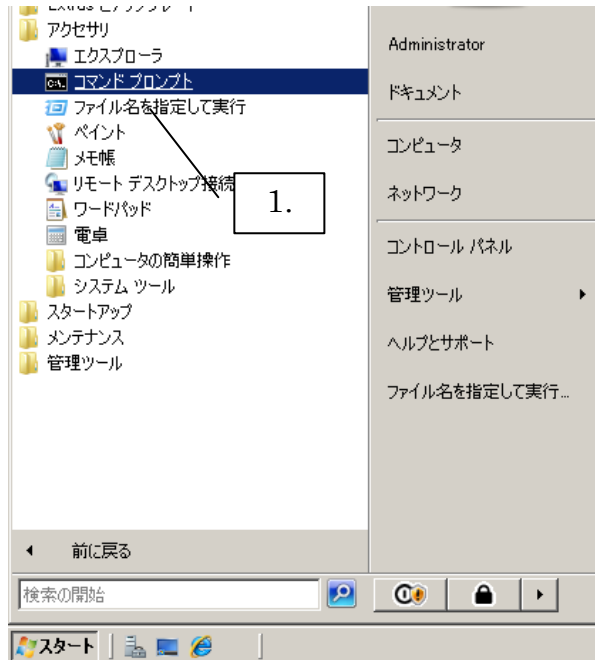 アクセサリ
エクスプローラ
コマンド プロンプト
ファイル名を指定して実行
ペイント
メモ帳
リモート デスクトップ接続
ワードパッド
電卓
コンピュータの簡単操作
システム ツール
スタートアップ
メンテナンス
管理ツール
1.
前に戻る
検索の開始
スタート
Administrator
ドキュメント
コンピュータ
ネットワーク
コントロール パネル
管理ツール
ヘルプとサポート
ファイル名を指定して実行...